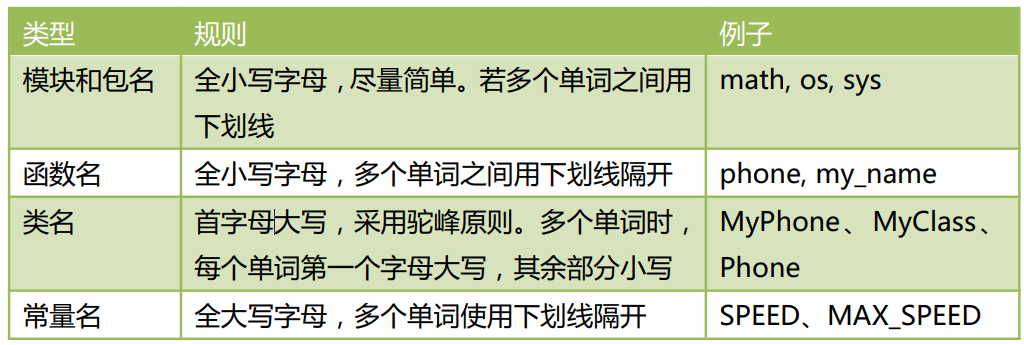 类型 规则 例子
模块和包名 全小写字母，尽量简单。若多个单词之间用 math, os, sys
下划线
函数名 全小写字母，多个单词之间用下划线隔开 phone, my_name
类名 首字母大写，采用驼峰原则。多个单词时， MyPhone、MyClass、
每个单词第一个字母大写，其余部分小写 Phone
常量名 全大写字母，多个单词使用下划线隔开 SPEED、MAX_SPEED